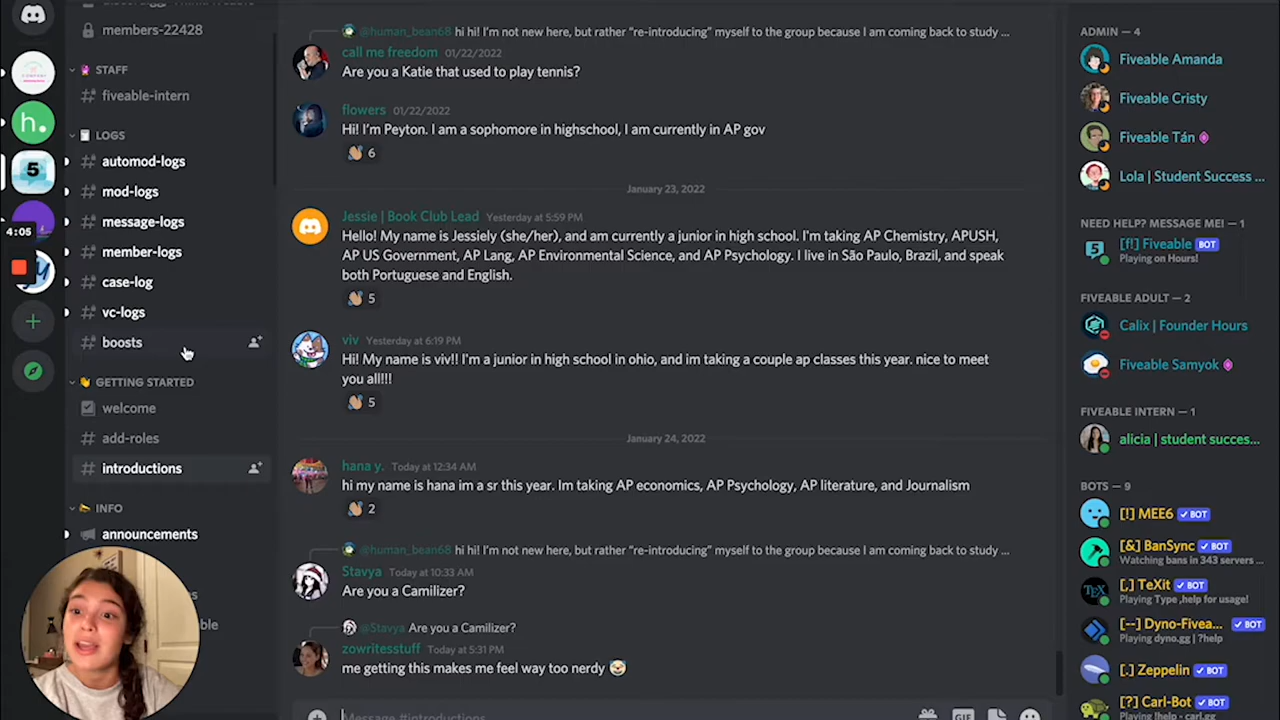 members-22428
STAFF
fiveable-intern
LOGS
automod-logs
mod-logs
message-logs
4:05
member-logs
case-log
vc-logs
boosts
GETTING STARTED
welcome
add-roles
introductions
INFO
announcements
h.
5
@human_bean68 hi hi! I'm not new here, but rather "re-introducing" myself to the group because I am coming back to study ...
call me freedom 01/22/2022
Are you a Katie that used to play tennis?
flowers 01/22/2022
Hi! I'm Peyton. I am a sophomore in highschool, I am currently in AP gov
6
January 23, 2022
Jessie | Book Club Lead Yesterday at 5:59 PM
Hello! My name is Jessiely (she/her), and am currently a junior in high school. I'm taking AP Chemistry, APUSH,
AP US Government, AP Lang, AP Environmental Science, and AP Psychology. I live in São Paulo, Brazil, and speak
both Portuguese and English.
5
viv Yesterday at 6:19 PM
Hi! My name is viv!! I'm a junior in high school in ohio, and im taking a couple ap classes this year. nice to meet
you all!!!
5
January 24, 2022
hana y. Today at 12:34 AM
hi my name is hana im a sr this year. Im taking AP economics, AP Psychology, AP literature, and Journalism
2
@human_bean68 hi hi! I'm not new here, but rather "re-introducing" myself to the group because I am coming back to study ...
Stavya Today at 10:33 AM
Are you a Camilizer?
@Stavya Are you a Camilizer?
zowritesstuff Today at 5:31 PM
me getting this makes me feel way too nerdy
Message #introductions
GIF
ADMIN — 4
Fiveable Amanda
Fiveable Cristy
Fiveable Tán
Lola | Student Success ...
NEED HELP? MESSAGE ME! — 1
[f!] Fiveable BOT
Playing on Hours!
FIVEABLE ADULT — 2
Calix | Founder Hours
Fiveable Samyok
FIVEABLE INTERN — 1
alicia | student succes...
BOTS — 9
[!] MEE6 BOT
[&] BanSync BOT
Watching bans in 343 servers ...
[,] TeXit BOT
Playing Type ,help for usage!
[--] Dyno-Fivea... BOT
Playing dyno.gg | ?help
[.] Zeppelin BOT
[?] Carl-Bot BOT
Playing !help - carl.gg